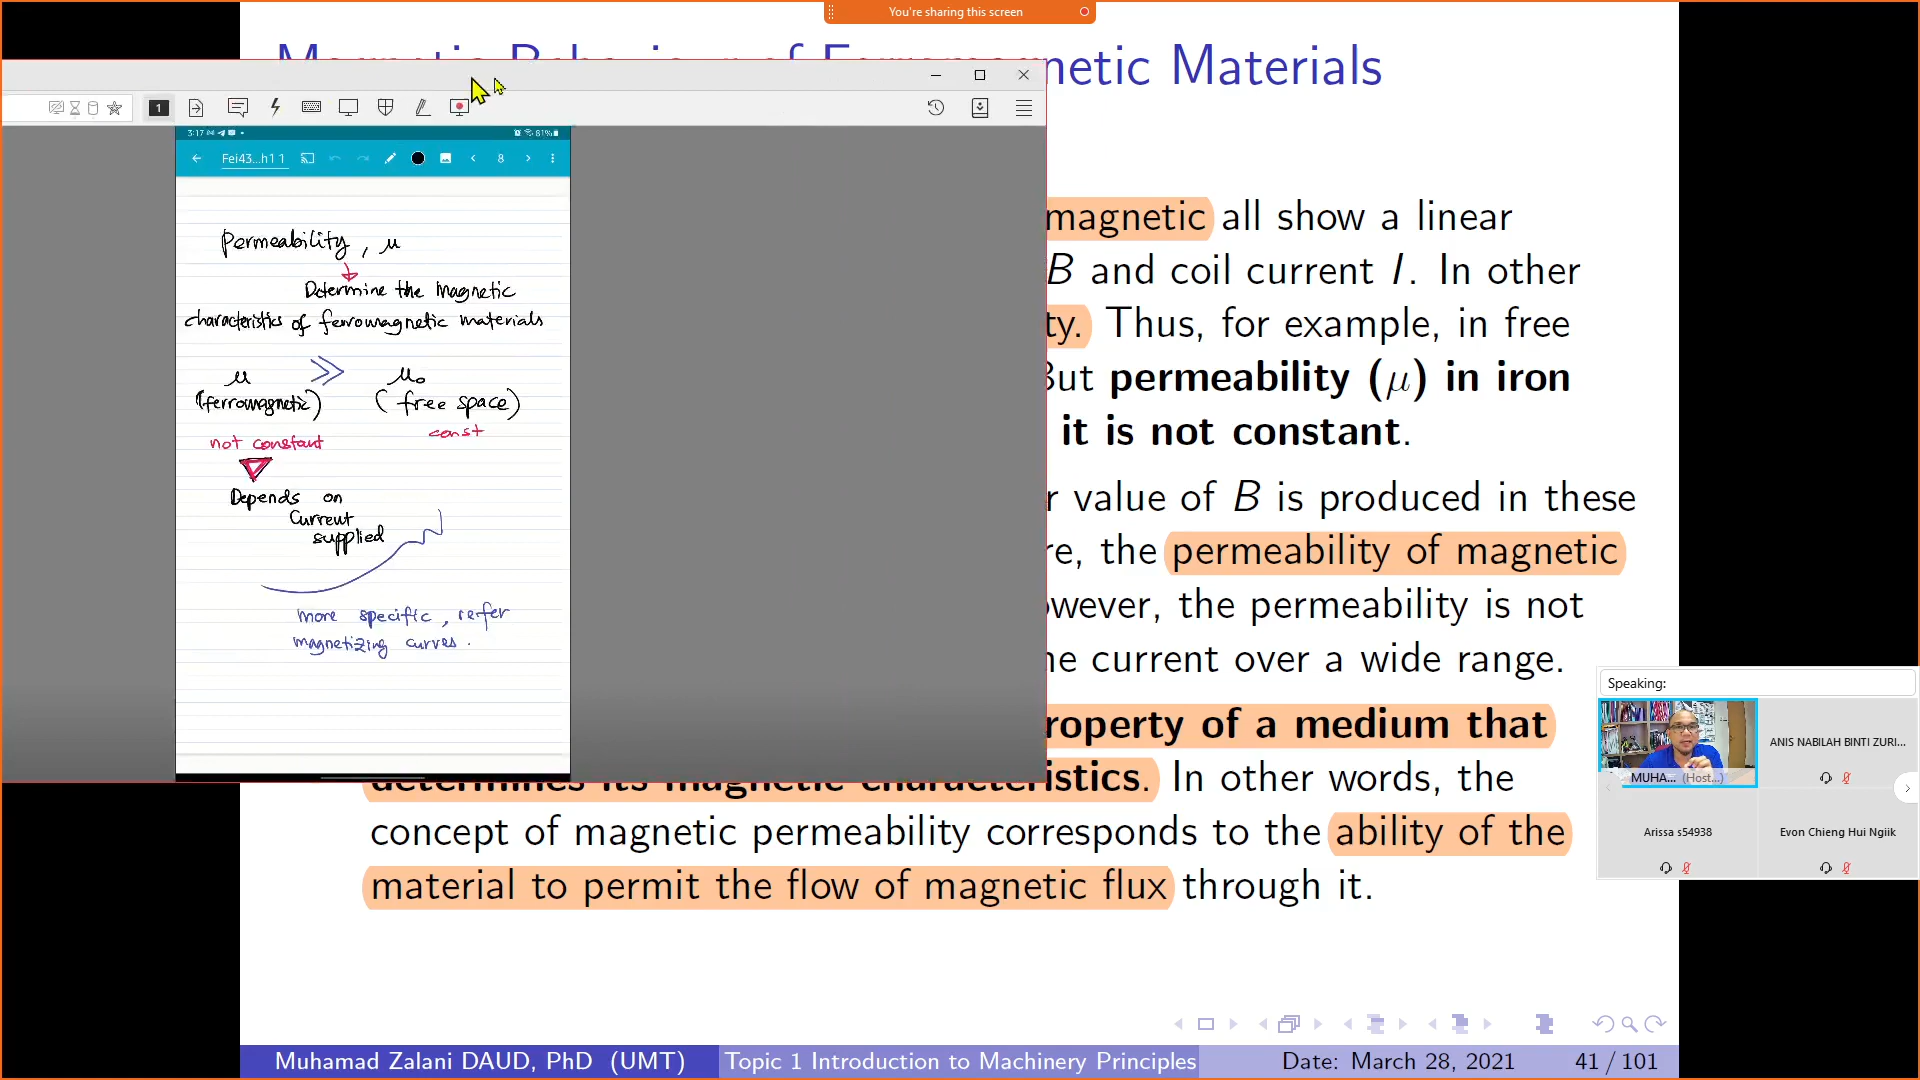 You're sharing this screen
netic Materials
1
3:17
81%
Fei43...h1 1
8
Permeability, μ
Determine the magnetic
characteristics of ferromagnetic materials
μ >> μ₀
(ferromagnetic) (free space)
not constant const
Depends on
Current
supplied
more specific, refer
magnetizing curves.
magnetic all show a linear
B and coil current I. In other
ty. Thus, for example, in free
But permeability (μ) in iron
it is not constant.
r value of B is produced in these
re, the permeability of magnetic
owever, the permeability is not
ne current over a wide range.
roperty of a medium that
istics. In other words, the
concept of magnetic permeability corresponds to the ability of the
material to permit the flow of magnetic flux through it.
Speaking:
MUHA... (Host...)
ANIS NABILAH BINTI ZURI...
Arissa s54938
Evon Chieng Hui Ngiik
Muhamad Zalani DAUD, PhD (UMT) Topic 1 Introduction to Machinery Principles Date: March 28, 2021 41 / 101